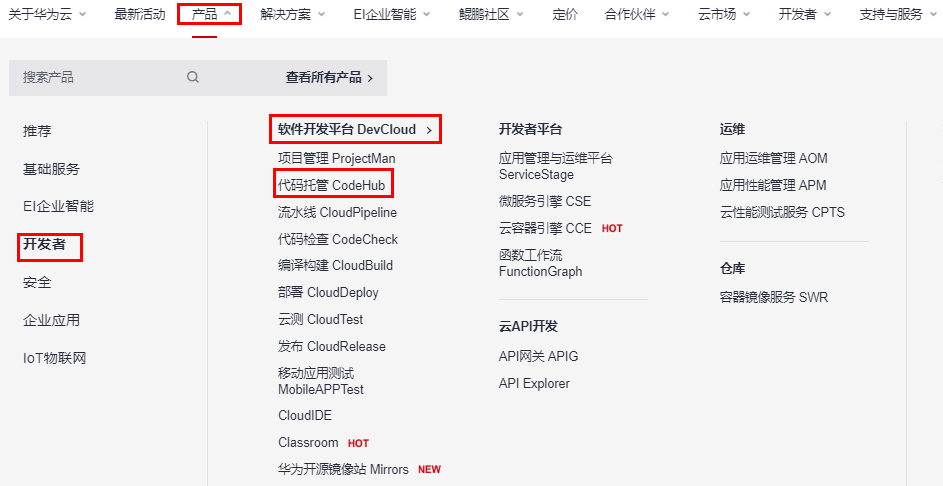 关于华为云
最新活动
产品
解决方案
EI企业智能
鲲鹏社区
定价
合作伙伴
云市场
开发者
支持与服务
搜索产品
查看所有产品
推荐
基础服务
EI企业智能
开发者
安全
企业应用
IoT物联网
软件开发平台 DevCloud
项目管理 ProjectMan
代码托管 CodeHub
流水线 CloudPipeline
代码检查 CodeCheck
编译构建 CloudBuild
部署 CloudDeploy
云测 CloudTest
发布 CloudRelease
移动应用测试
MobileAPPTest
CloudIDE
Classroom HOT
华为开源镜像站 Mirrors NEW
开发者平台
应用管理与运维平台
ServiceStage
微服务引擎 CSE
云容器引擎 CCE HOT
函数工作流
FunctionGraph
云API开发
API网关 APIG
API Explorer
运维
应用运维管理 AOM
应用性能管理 APM
云性能测试服务 CPTS
仓库
容器镜像服务 SWR